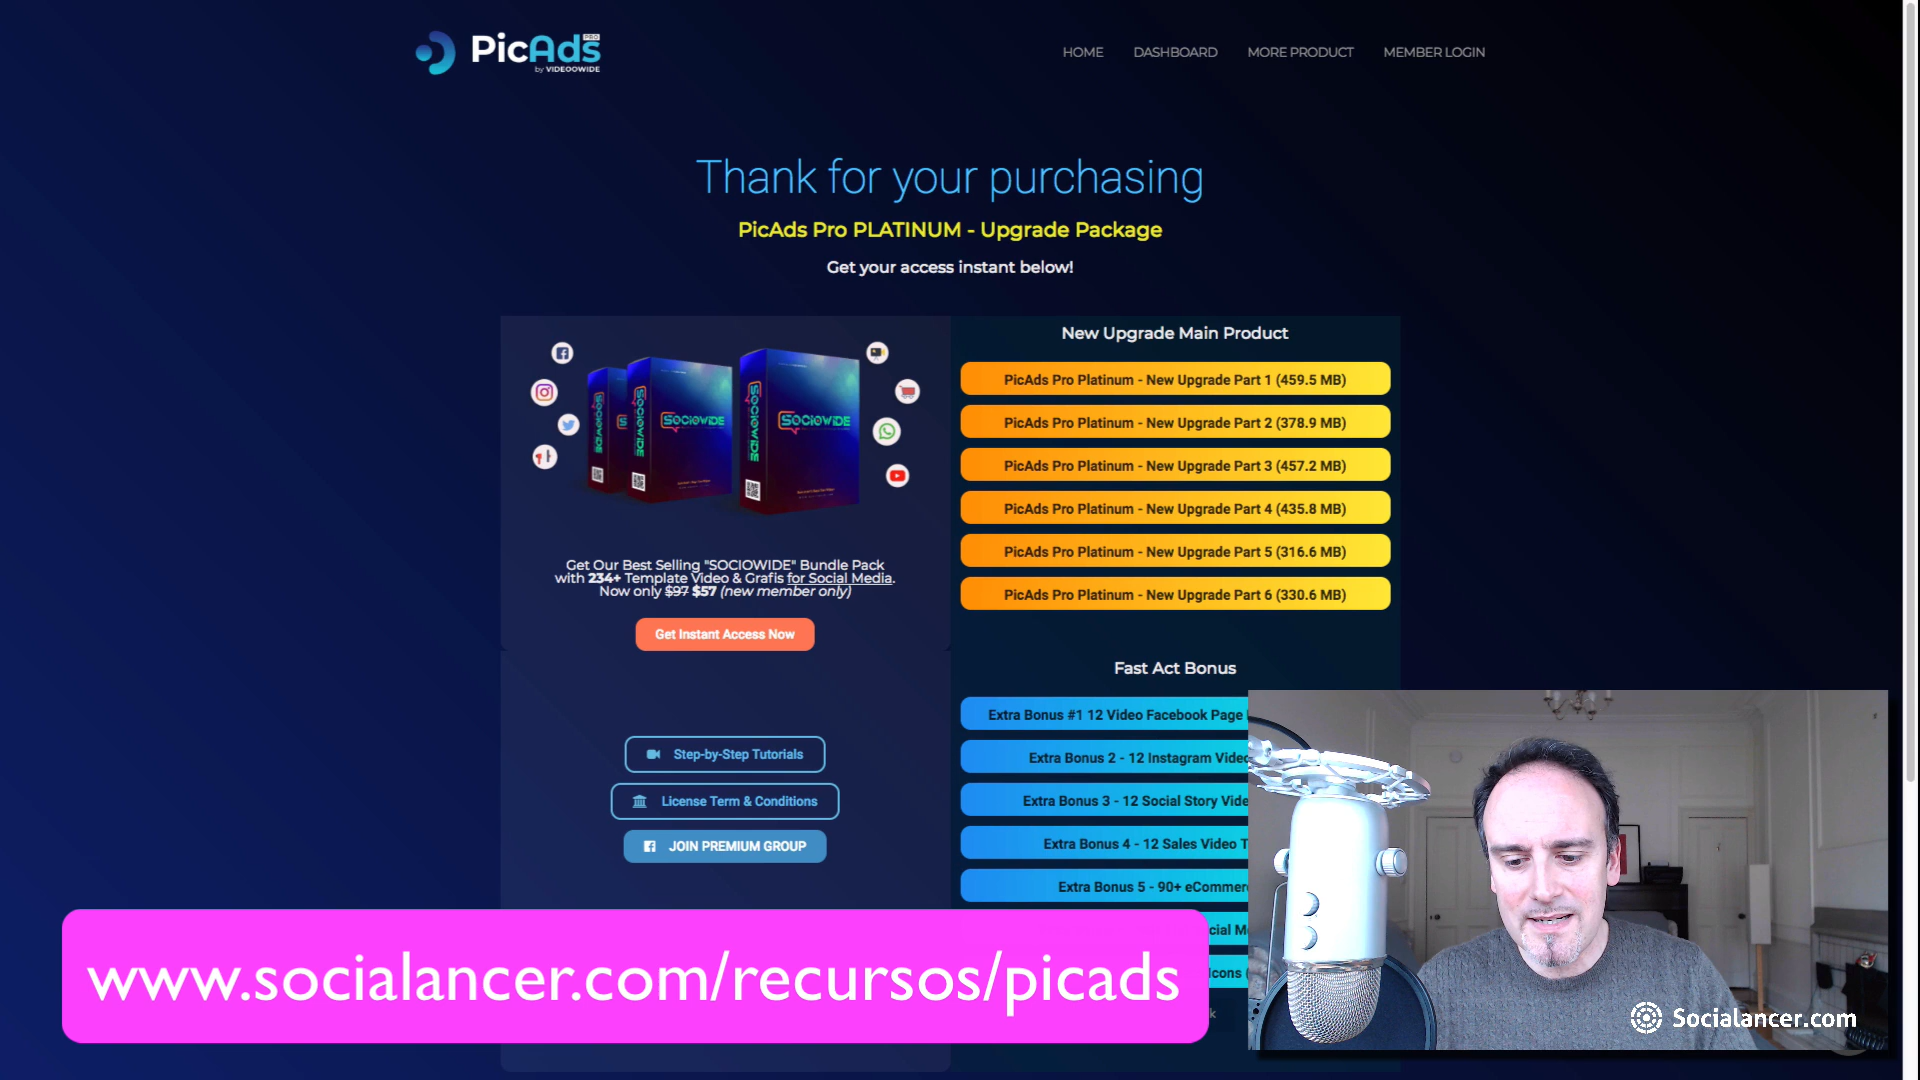 PicAds PRO
by VIDEOOWIDE
HOME
DASHBOARD
MORE PRODUCT
MEMBER LOGIN
Thank for your purchasing
PicAds Pro PLATINUM - Upgrade Package
Get your access instant below!
SOCIOWIDE
SOCIOWIDE
SOCIOWIDE
SOCIOWIDE
SOCIOWIDE
Get Our Best Selling "SOCIOWIDE" Bundle Pack
with 234+ Template Video & Grafis for Social Media.
Now only $97 $57 (new member only)
Get Instant Access Now
Step-by-Step Tutorials
License Term & Conditions
JOIN PREMIUM GROUP
New Upgrade Main Product
PicAds Pro Platinum - New Upgrade Part 1 (459.5 MB)
PicAds Pro Platinum - New Upgrade Part 2 (378.9 MB)
PicAds Pro Platinum - New Upgrade Part 3 (457.2 MB)
PicAds Pro Platinum - New Upgrade Part 4 (435.8 MB)
PicAds Pro Platinum - New Upgrade Part 5 (316.6 MB)
PicAds Pro Platinum - New Upgrade Part 6 (330.6 MB)
Fast Act Bonus
Extra Bonus #1 12 Video Facebook Page
Extra Bonus 2 - 12 Instagram Video
Extra Bonus 3 - 12 Social Story Vide
Extra Bonus 4 - 12 Sales Video T
Extra Bonus 5 - 90+ eCommer
cial M
Icons (
www.socialancer.com/recursos/picads
Socialancer.com